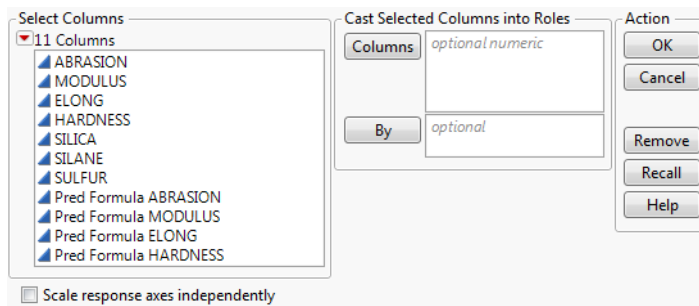 Select Columns
11 Columns
ABRASION
MODULUS
ELONG
HARDNESS
SILICA
SILANE
SULFUR
Pred Formula ABRASION
Pred Formula MODULUS
Pred Formula ELONG
Pred Formula HARDNESS
Scale response axes independently
Cast Selected Columns into Roles
Columns
optional numeric
By
optional
Action
OK
Cancel
Remove
Recall
Help